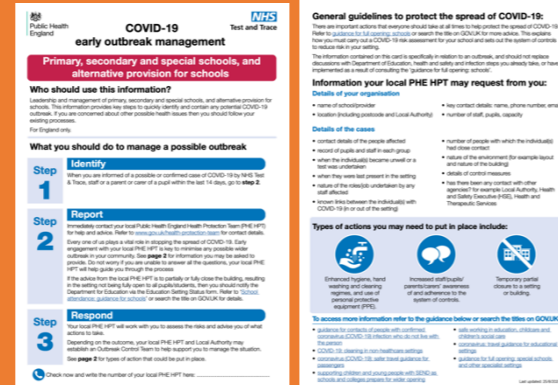 Public Health
England
COVID-19
early outbreak management
NHS
Test and Trace
Primary, secondary and special schools, and
alternative provision for schools
Who should use this information?
Leadership and management of primary, secondary and special schools, and alternative provision for
schools. This information provides key steps to quickly identify and contain any potential COVID-19
outbreak. If you are concerned about other possible health issues then you should follow your
existing processes.
For England only.
What you should do to manage a possible outbreak
Step
1
Identify
When you are informed of a possible or confirmed case of COVID-19 by NHS Test
& Trace, staff or a parent or carer of a pupil within the last 14 days, go to step 2.
Step
2
Report
Immediately contact your local Public Health England Health Protection Team (PHE HPT)
for help and advice. Refer to www.gov.uk/health-protection-team for contact details.
Every one of us plays a vital role in stopping the spread of COVID-19. Early
engagement with your local PHE HPT is key to minimise any possible wider
outbreak in your community. See page 2 for information you may be asked to
provide. Do not worry if you are unable to answer all the questions, your local PHE
HPT will help guide you through the process
If the advice from the local PHE HPT is to partially or fully close the building, resulting
in the setting not being fully open to all pupils/students, then you should notify the
Department of Education via the Education Setting Status form. Refer to 'School
attendance: guidance for schools' or search the title on GOV.UK for details.
Step
3
Respond
Your local PHE HPT will work with you to assess the risks and advise you of what
actions to take.
Depending on the outcome, your local PHE HPT and Local Authority may
establish an Outbreak Control Team to help support you to manage the situation.
See page 2 for types of action that could be put in place.
Check now and write the number of your local PHE HPT here:
General guidelines to protect the spread of COVID-19:
There are important actions that everyone should take at all times to help protect the spread of COVID-
Refer to guidance for full opening: schools or search the title on GOV.UK for more advice. This explains
how you must carry out a COVID-19 risk assessment for your school and sets out the system of controls
to reduce risk in your setting.
The information contained on this card is specifically in relation to an outbreak, and should not replace
discussions with Department of Education, health and safety and infection steps you already take, or have
implemented as a result of consulting the 'guidance for full opening: schools'.
Information your local PHE HPT may request from you:
Details of your organisation
• name of school/provider
• location (including postcode and Local Authority)
• key contact details; name, phone number, ema
• number of staff, pupils, capacity
Details of the cases
• contact details of the people affected
• record of pupils and staff in each group
• when the individual(s) became unwell or a
test was undertaken
• when they were last present in the setting
• nature of the roles/job undertaken by any
staff affected
• known links between the individual(s) with
COVID-19 (in or out of the setting)
• number of people with which the individual(s)
had close contact
• nature of the environment (for example layout
and nature of the building)
• details of control measures
• has there been any contact with other
agencies? for example Local Authority, Health
and Safety Executive (HSE), Health and
Therapeutic Services
Types of actions you may need to put in place include:
Enhanced hygiene, hand
washing and cleaning
regimes, and use of
personal protective
equipment (PPE).
Increased staff/pupils/
parents/carers' awareness
of and adherence to the
system of controls.
Temporary partial
closure to a setting
or building.
To access more information refer to the guidance below or search the titles on GOV.UK
• guidance for contacts of people with confirmed
coronavirus (COVID-19) infection who do not live with
the person
• COVID-19: cleaning in non-healthcare settings
• coronavirus (COVID-19): safer travel guidance for
passengers
• supporting children and young people with SEND as
schools and colleges prepare for wider opening
• safe working in education, childcare and
children's social care
• coronavirus: travel guidance for educational
settings
• guidance for full opening: special schools
and other specialist settings